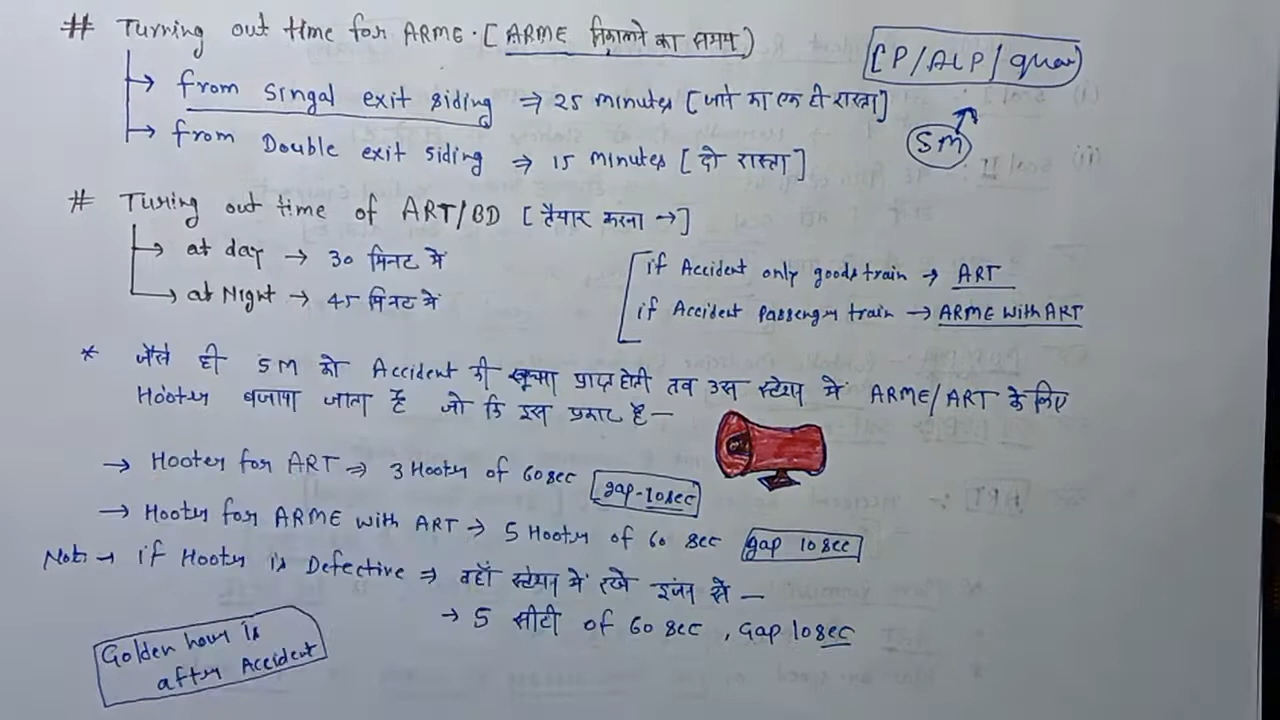 # Turning out time for ARME. [ARME निकालने का समय)
[LP/ALP/guar)
→ from Singal exit siding ⇒ 25 minutes [जाने का एक ही रास्ता]
SM
→ from Double exit siding ⇒ 15 minutes [दो रास्ता]
# Turing out time of ART/BD [तैयार करना →]
→ at day → 30 मिनट में
→ at Night → 45 मिनट में
if Accident only goods train → ART
if Accident Passenger train → ARME with ART
* जैसे ही SM को Accident की सूचना प्राप्त होती तब उस स्टेशन में ARME/ART के लिए
Hooter बजाया जाता है जो कि इस प्रकार है —
→ Hooter for ART ⇒ 3 Hooter of 60 sec [gap-10sec]
→ Hooter for ARME with ART → 5 Hooter of 60 sec gap 10 sec
Note → if Hooter is Defective ⇒ वहाँ स्टेशन में रखे इंजन से —
→ 5 सीटी of 60 sec, Gap 10sec
Golden hour is
after Accident